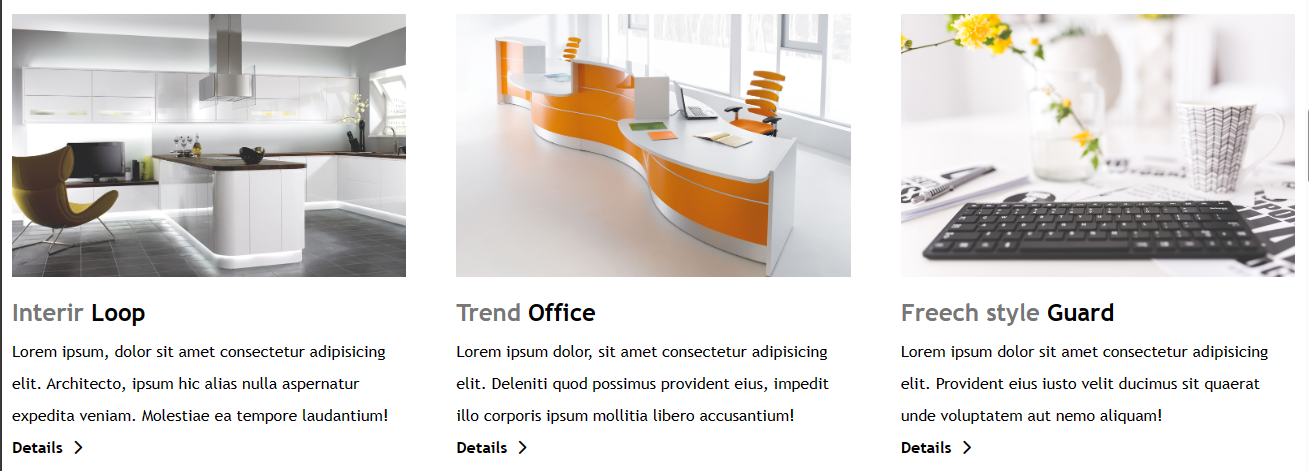 Interir Loop
Lorem ipsum, dolor sit amet consectetur adipisicing
elit. Architecto, ipsum hic alias nulla aspernatur
expedita veniam. Molestiae ea tempore laudantium!
Details
Trend Office
Lorem ipsum dolor, sit amet consectetur adipisicing
elit. Deleniti quod possimus provident eius, impedit
illo corporis ipsum mollitia libero accusantium!
Details
Freech style Guard
Lorem ipsum dolor sit amet consectetur adipisicing
elit. Provident eius iusto velit ducimus sit quaerat
unde voluptatem aut nemo aliquam!
Details